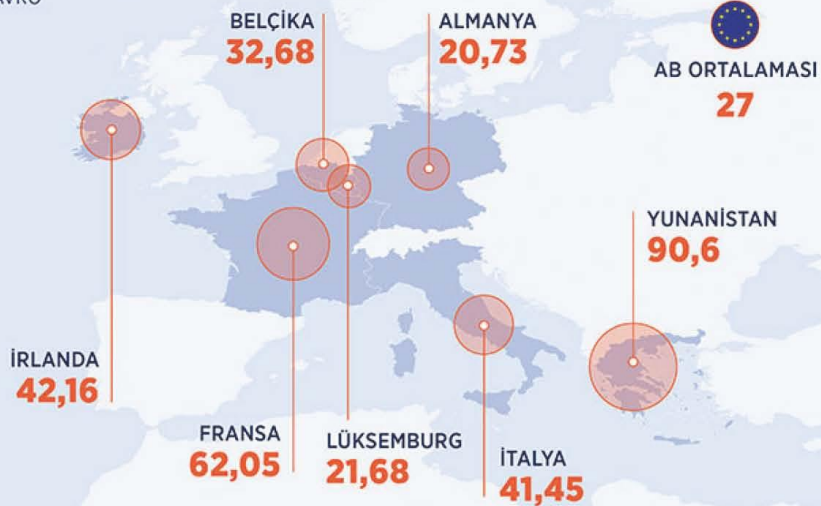 AVRO
BELÇİKA
32,68
ALMANYA
20,73
AB ORTALAMASI
27
YUNANİSTAN
90,6
İRLANDA
42,16
FRANSA
62,05
LÜKSEMBURG
21,68
İTALYA
41,45